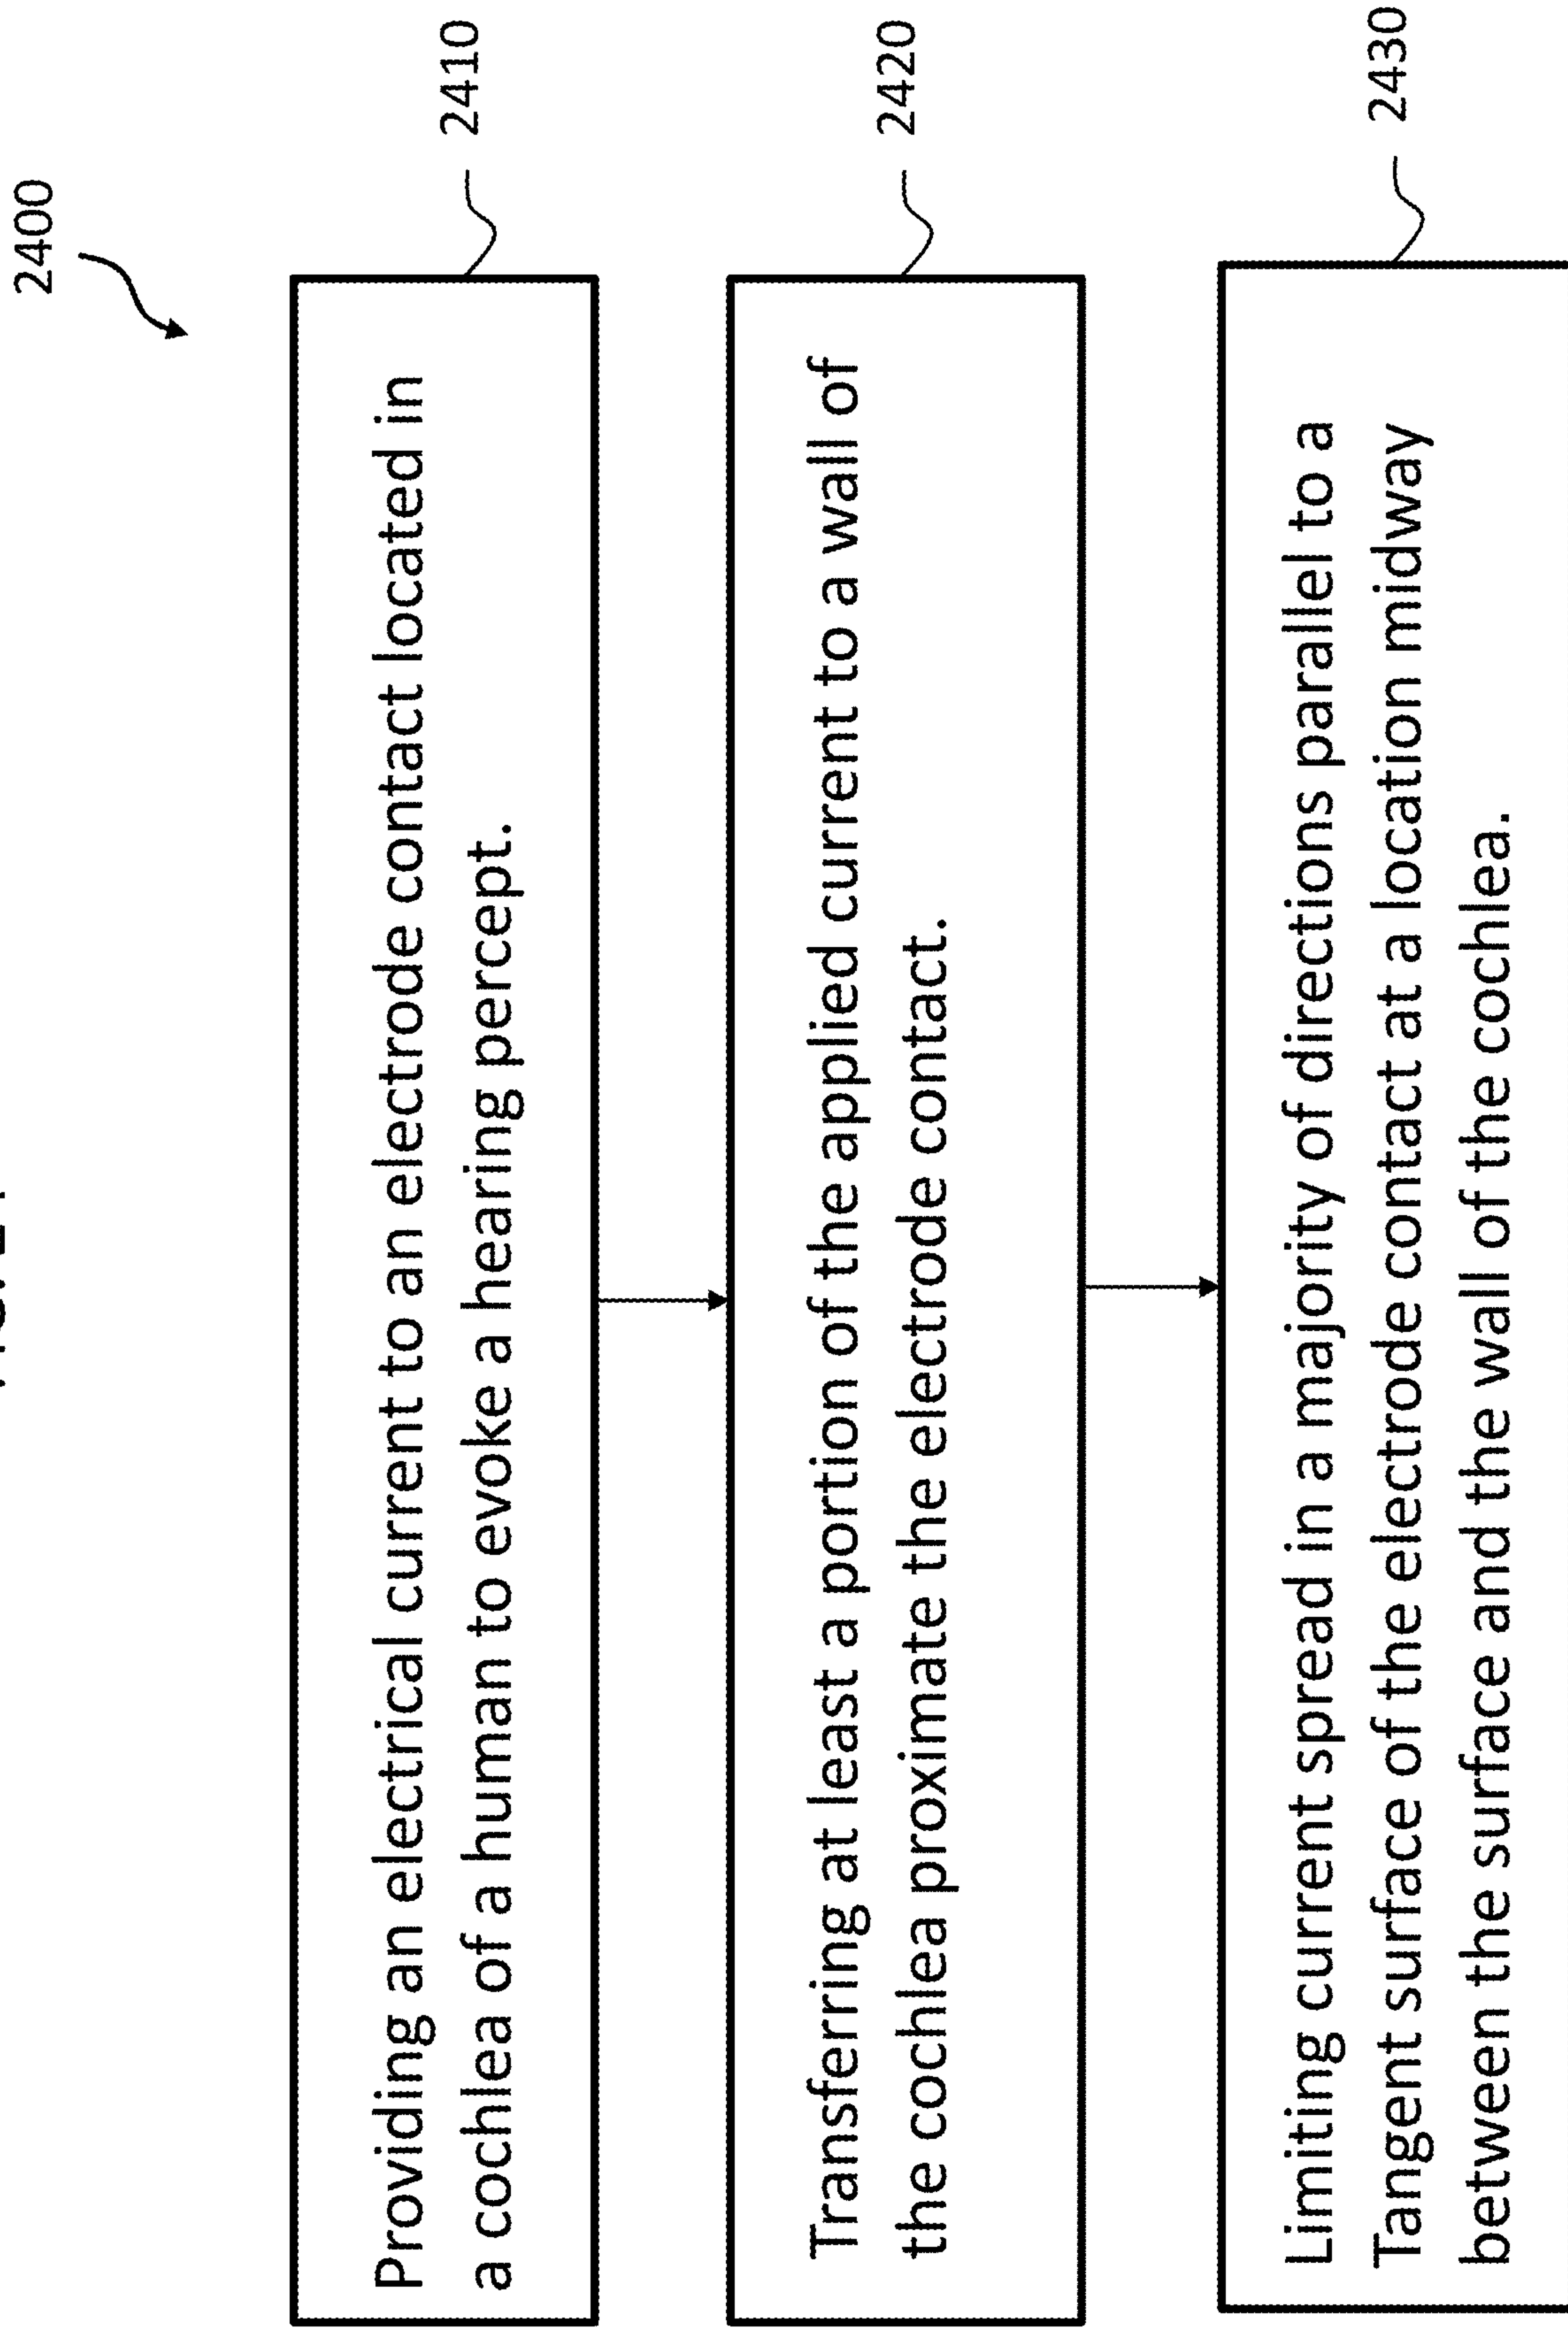 2400
Providing an electrical current to an electrode contact located in
a cochlea of a human to evoke a hearing percept.
2410
Transferring at least a portion of the applied current to a wall of
the cochlea proximate the electrode contact.
2420
Limiting current spread in a majority of directions parallel to a
Tangent surface of the electrode contact at a location midway
between the surface and the wall of the cochlea.
2430